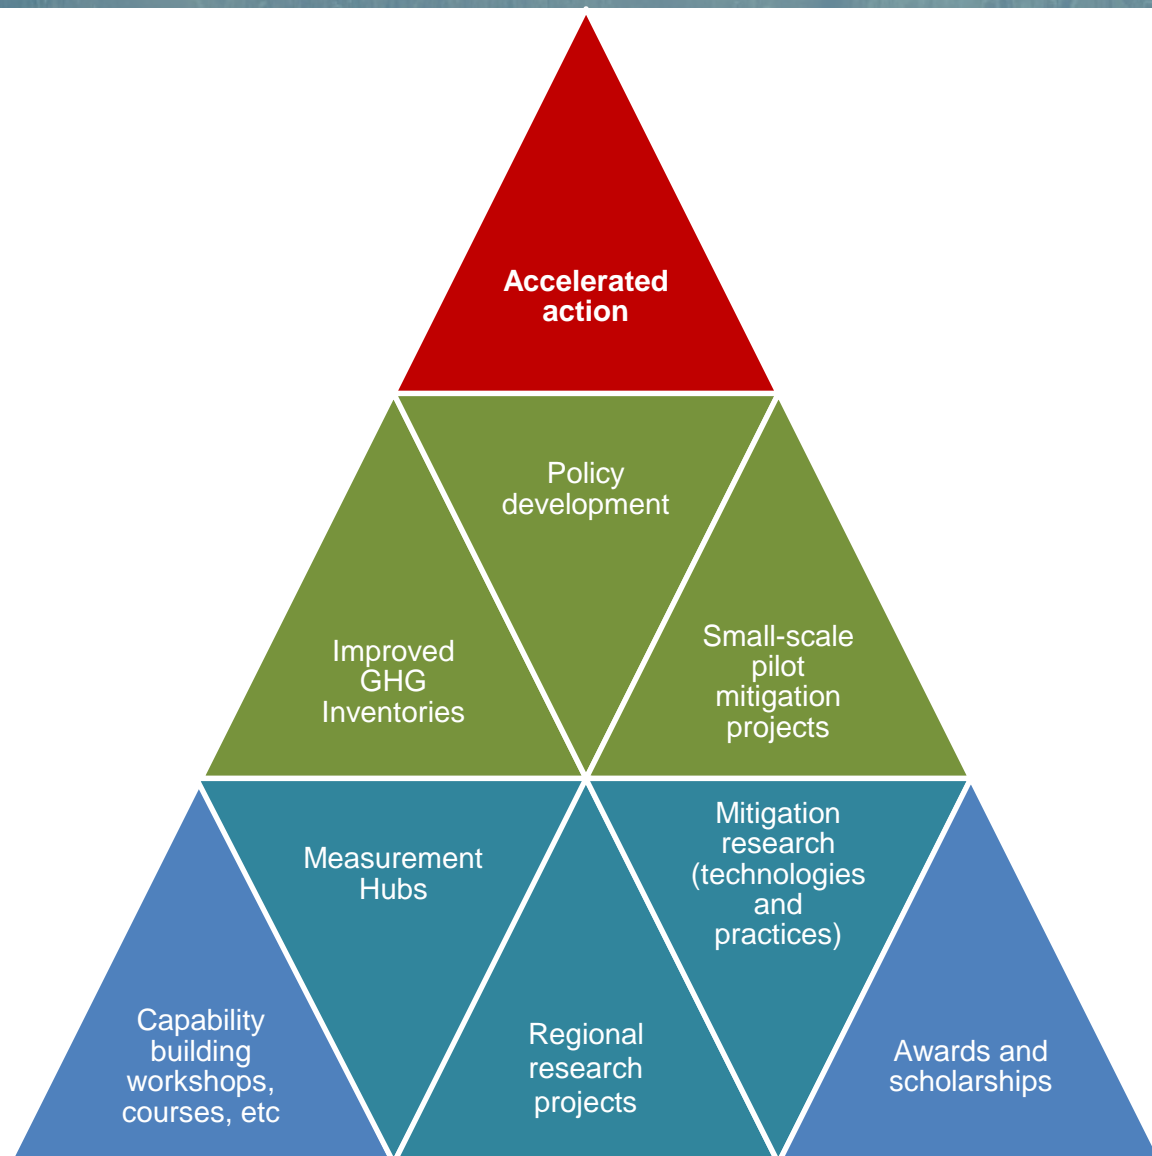 Accelerated
action
Policy
development
Improved
GHG
Inventories
Small-scale
pilot
mitigation
projects
Measurement
Hubs
Mitigation
research
(technologies
and
practices)
Capability
building
workshops,
courses, etc
Regional
research
projects
Awards and
scholarships